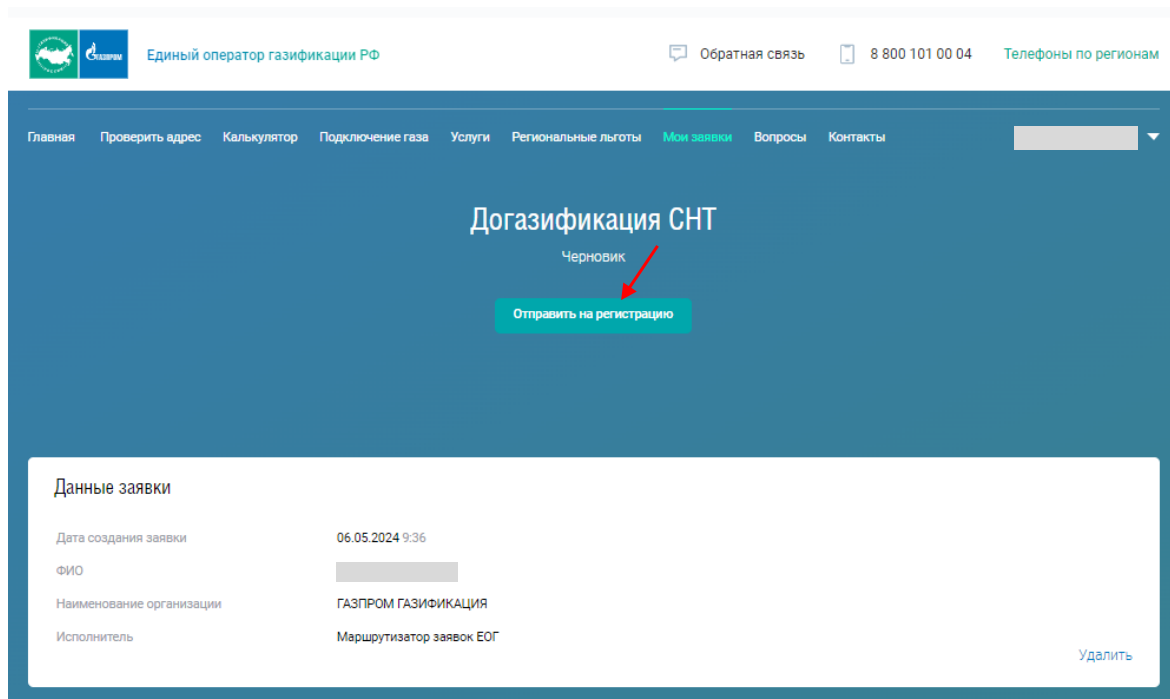 ГАЗПРОМ
Единый оператор газификации РФ
Обратная связь
8 800 101 00 04
Телефоны по регионам
Главная Проверить адрес Калькулятор Подключение газа Услуги Региональные льготы Мои заявки Вопросы Контакты
Догазификация СНТ
Черновик
Отправить на регистрацию
Данные заявки
Дата создания заявки 06.05.2024 9:36
ФИО
Наименование организации ГАЗПРОМ ГАЗИФИКАЦИЯ
Исполнитель Маршрутизатор заявок ЕОГ
Удалить